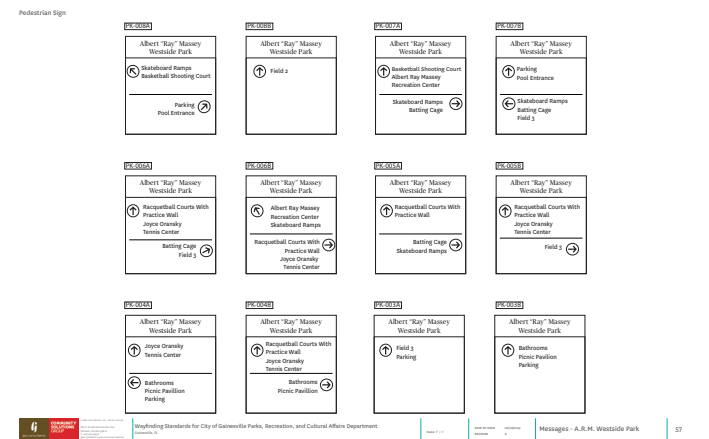 Pedestrian Sign
PK-008A
Albert "Ray" Massey
Westside Park
Skateboard Ramps
Basketball Shooting Court
Parking
Pool Entrance
PK-008B
Albert "Ray" Massey
Westside Park
Field 2
PK-007A
Albert "Ray" Massey
Westside Park
Basketball Shooting Court
Albert Ray Massey
Recreation Center
Skateboard Ramps
Batting Cage
PK-007B
Albert "Ray" Massey
Westside Park
Parking
Pool Entrance
Skateboard Ramps
Batting Cage
Field 3
PK-006A
Albert "Ray" Massey
Westside Park
Racquetball Courts With
Practice Wall
Joyce Oransky
Tennis Center
Batting Cage
Field 3
PK-006B
Albert "Ray" Massey
Westside Park
Albert Ray Massey
Recreation Center
Skateboard Ramps
Racquetball Courts With
Practice Wall
Joyce Oransky
Tennis Center
PK-005A
Albert "Ray" Massey
Westside Park
Racquetball Courts With
Practice Wall
Batting Cage
Skateboard Ramps
PK-005B
Albert "Ray" Massey
Westside Park
Racquetball Courts With
Practice Wall
Joyce Oransky
Tennis Center
Field 3
PK-004A
Albert "Ray" Massey
Westside Park
Joyce Oransky
Tennis Center
Bathrooms
Picnic Pavillion
Parking
PK-004B
Albert "Ray" Massey
Westside Park
Racquetball Courts With
Practice Wall
Joyce Oransky
Tennis Center
Bathrooms
Picnic Pavillion
PK-003A
Albert "Ray" Massey
Westside Park
Field 3
Parking
PK-003B
Albert "Ray" Massey
Westside Park
Bathrooms
Picnic Pavilion
Parking
COMMUNITY
SOLUTIONS
GROUP
Wayfinding Standards for City of Gainesville Parks, Recreation, and Cultural Affairs Department
Gainesville, FL
Messages - A.R.M. Westside Park
57